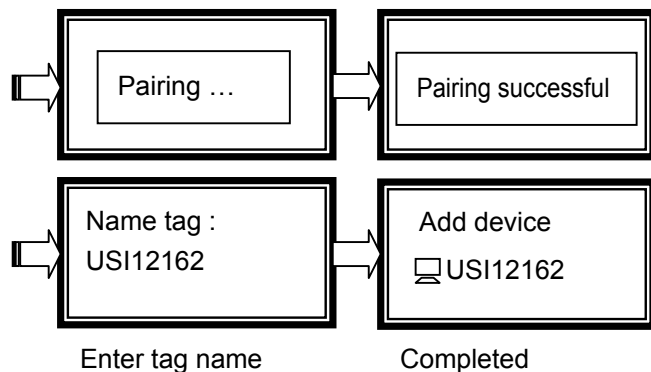 Pairing …
Pairing successful
Name tag :
USI12162
Add device
USI12162
Enter tag name
Completed